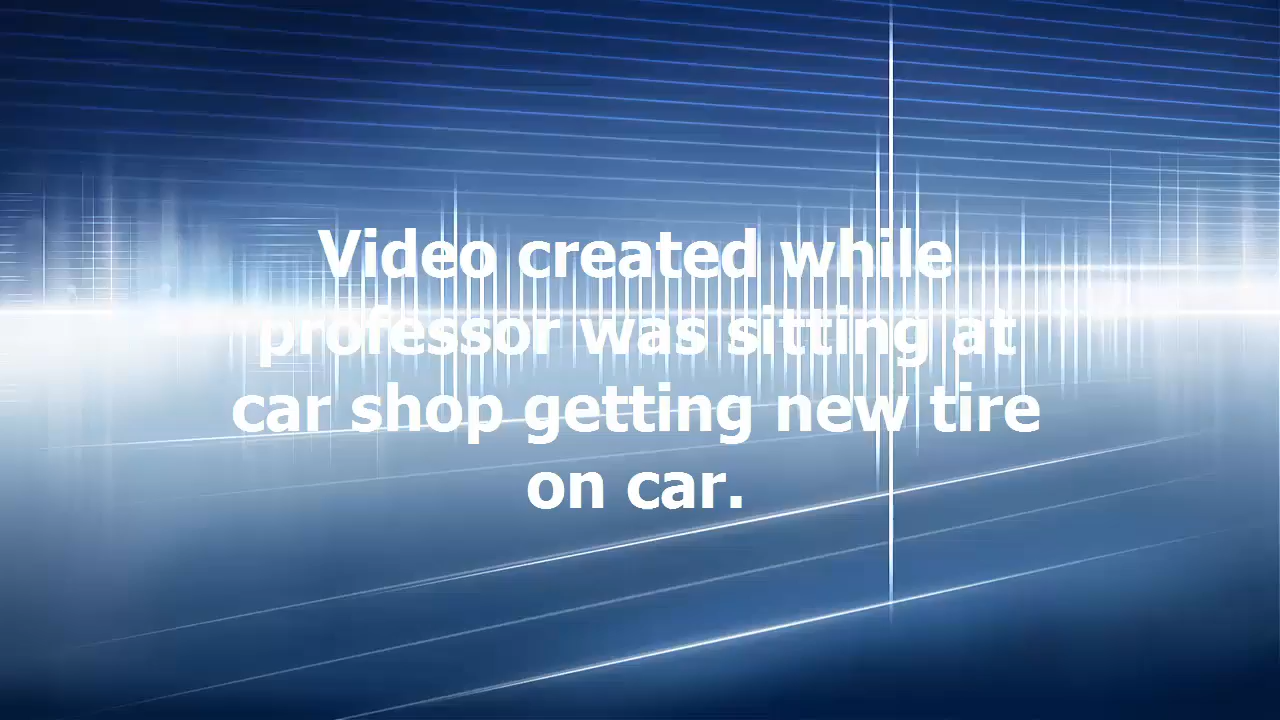 Video created while
professor was sitting at
car shop getting new tire
on car.